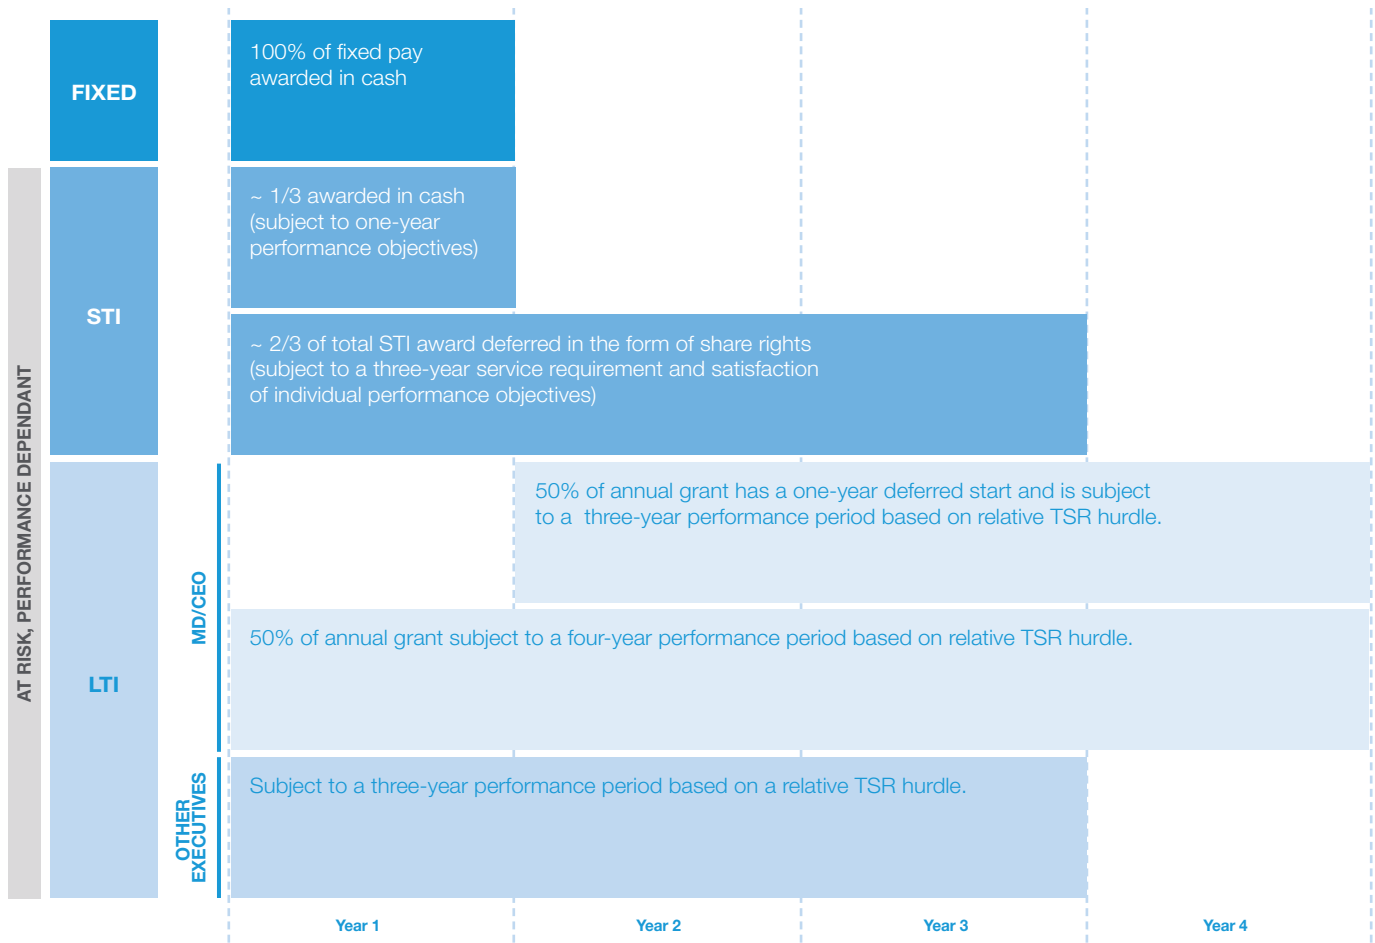 FIXED
100% of fixed pay
awarded in cash
AT RISK, PERFORMANCE DEPENDANT
STI
~ 1/3 awarded in cash
(subject to one-year
performance objectives)
~ 2/3 of total STI award deferred in the form of share rights
(subject to a three-year service requirement and satisfaction
of individual performance objectives)
LTI
MD/CEO
50% of annual grant has a one-year deferred start and is subject
to a three-year performance period based on relative TSR hurdle.
50% of annual grant subject to a four-year performance period based on relative TSR hurdle.
OTHER
EXECUTIVES
Subject to a three-year performance period based on a relative TSR hurdle.
Year 1
Year 2
Year 3
Year 4